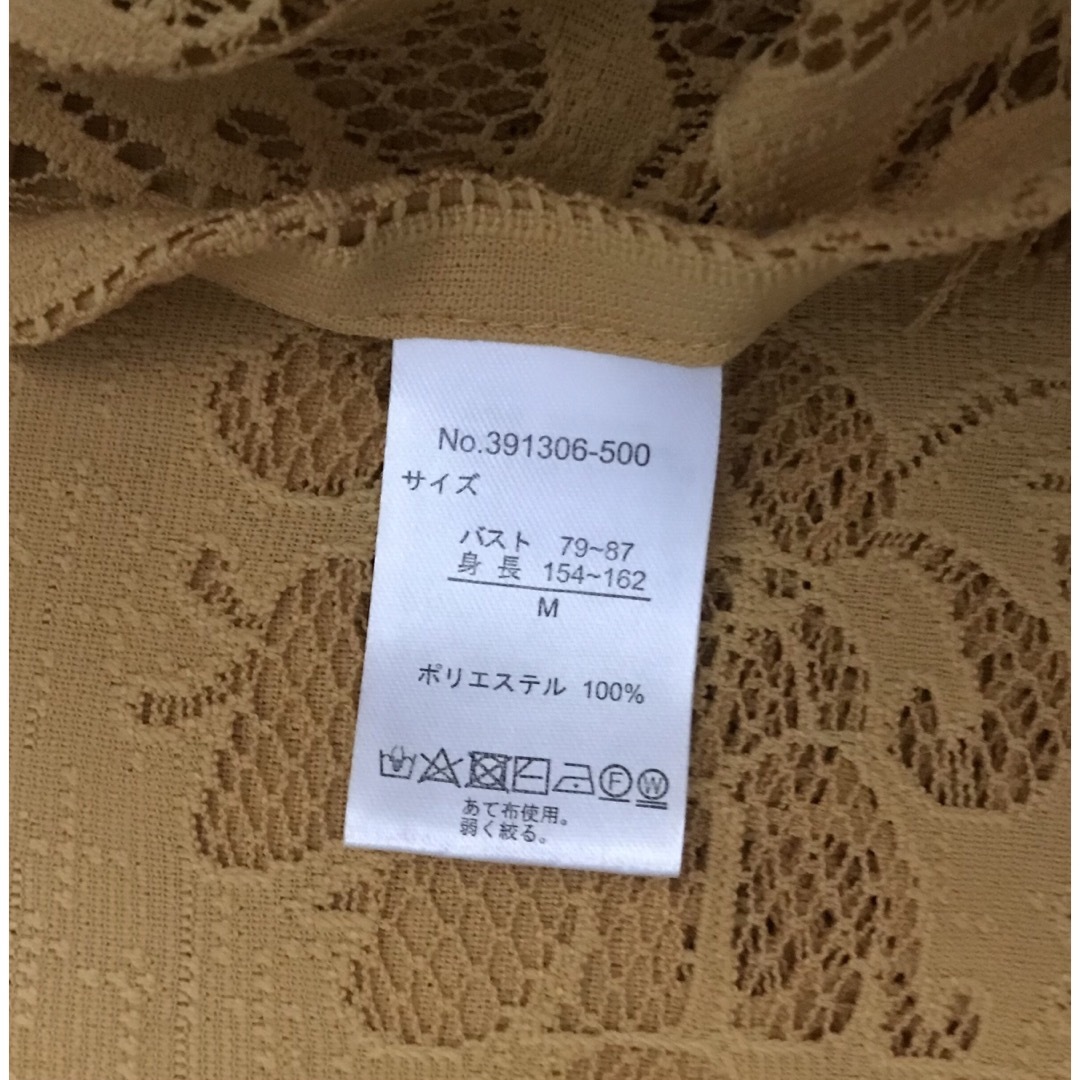 No.391306-500
サイズ
バスト 79~87
身長 154~162
M
ポリエステル 100%
F W
あて布使用。
弱く絞る。